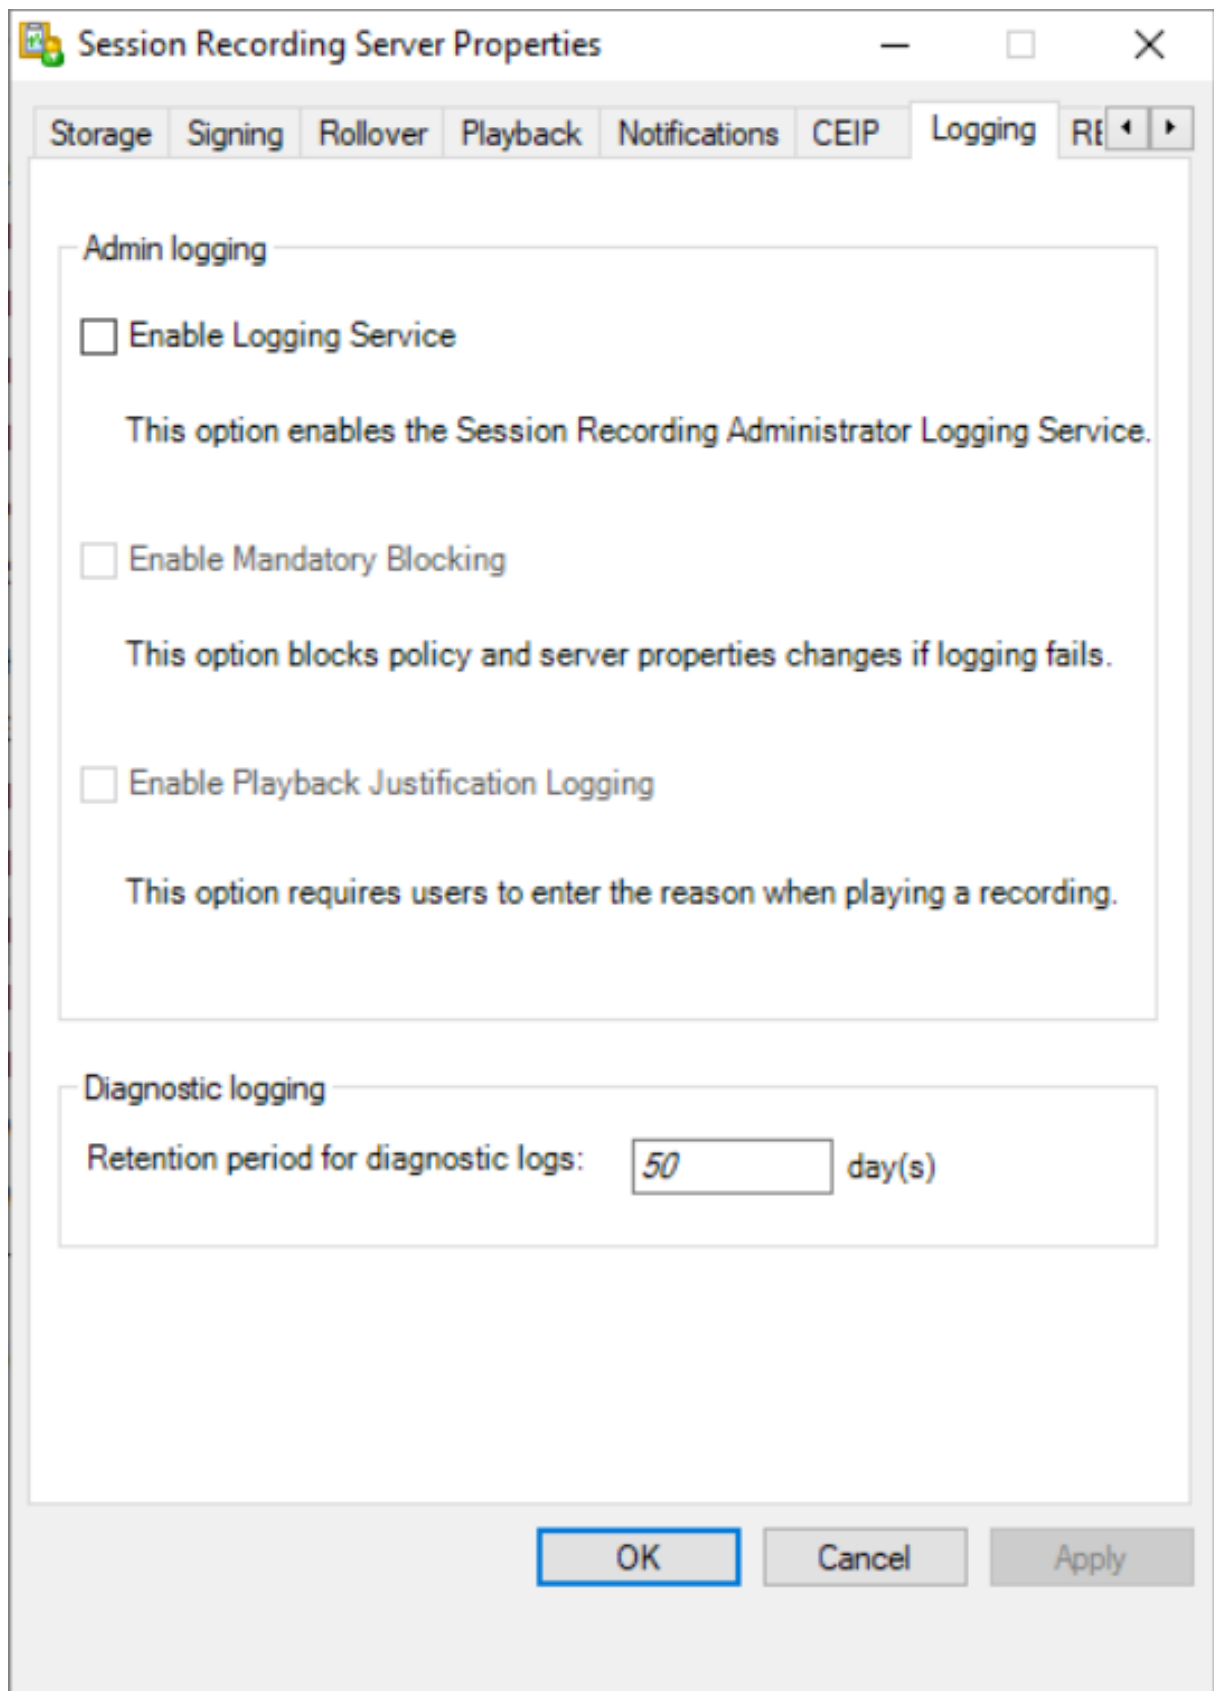 Session Recording Server Properties
Storage Signing Rollover Playback Notifications CEIP Logging
Admin logging
Enable Logging Service
This option enables the Session Recording Administrator Logging Service.
Enable Mandatory Blocking
This option blocks policy and server properties changes if logging fails.
Enable Playback Justification Logging
This option requires users to enter the reason when playing a recording.
Diagnostic logging
Retention period for diagnostic logs: 50 day(s)
OK Cancel Apply